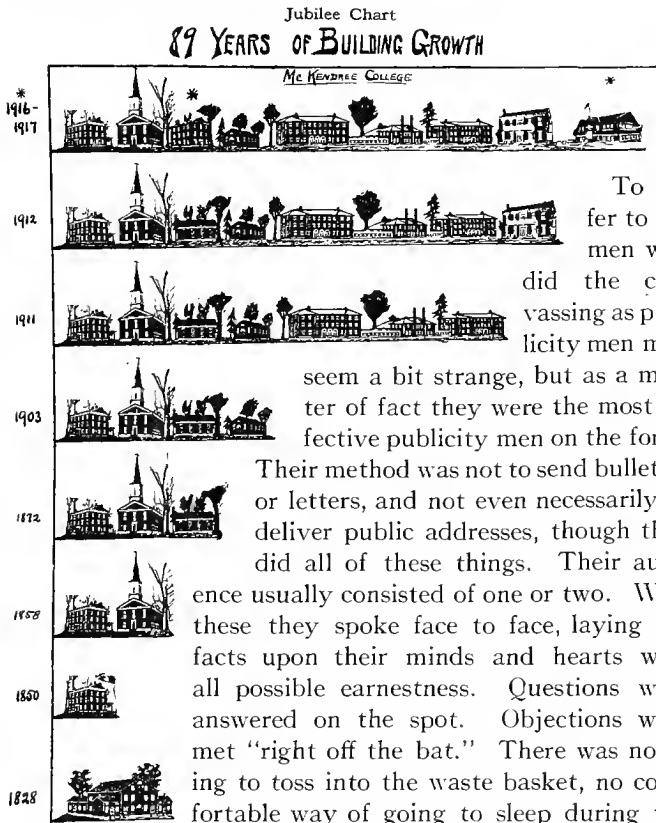 Jubilee Chart
89 YEARS OF BUILDING GROWTH
Mc KENDREE COLLEGE
* *
* 1916-
1917
1912
1911
1903
1872
1858
1850
1828
To
fer to
men w
did the c
vassing as p
licity men m
seem a bit strange, but as a m
ter of fact they were the most
fective publicity men on the for
Their method was not to send bullet
or letters, and not even necessarily
deliver public addresses, though th
did all of these things. Their au
ence usually consisted of one or two. W
these they spoke face to face, laying
facts upon their minds and hearts w
all possible earnestness. Questions w
answered on the spot. Objections w
met "right off the bat." There was no
ing to toss into the waste basket, no co
fortable way of going to sleep during